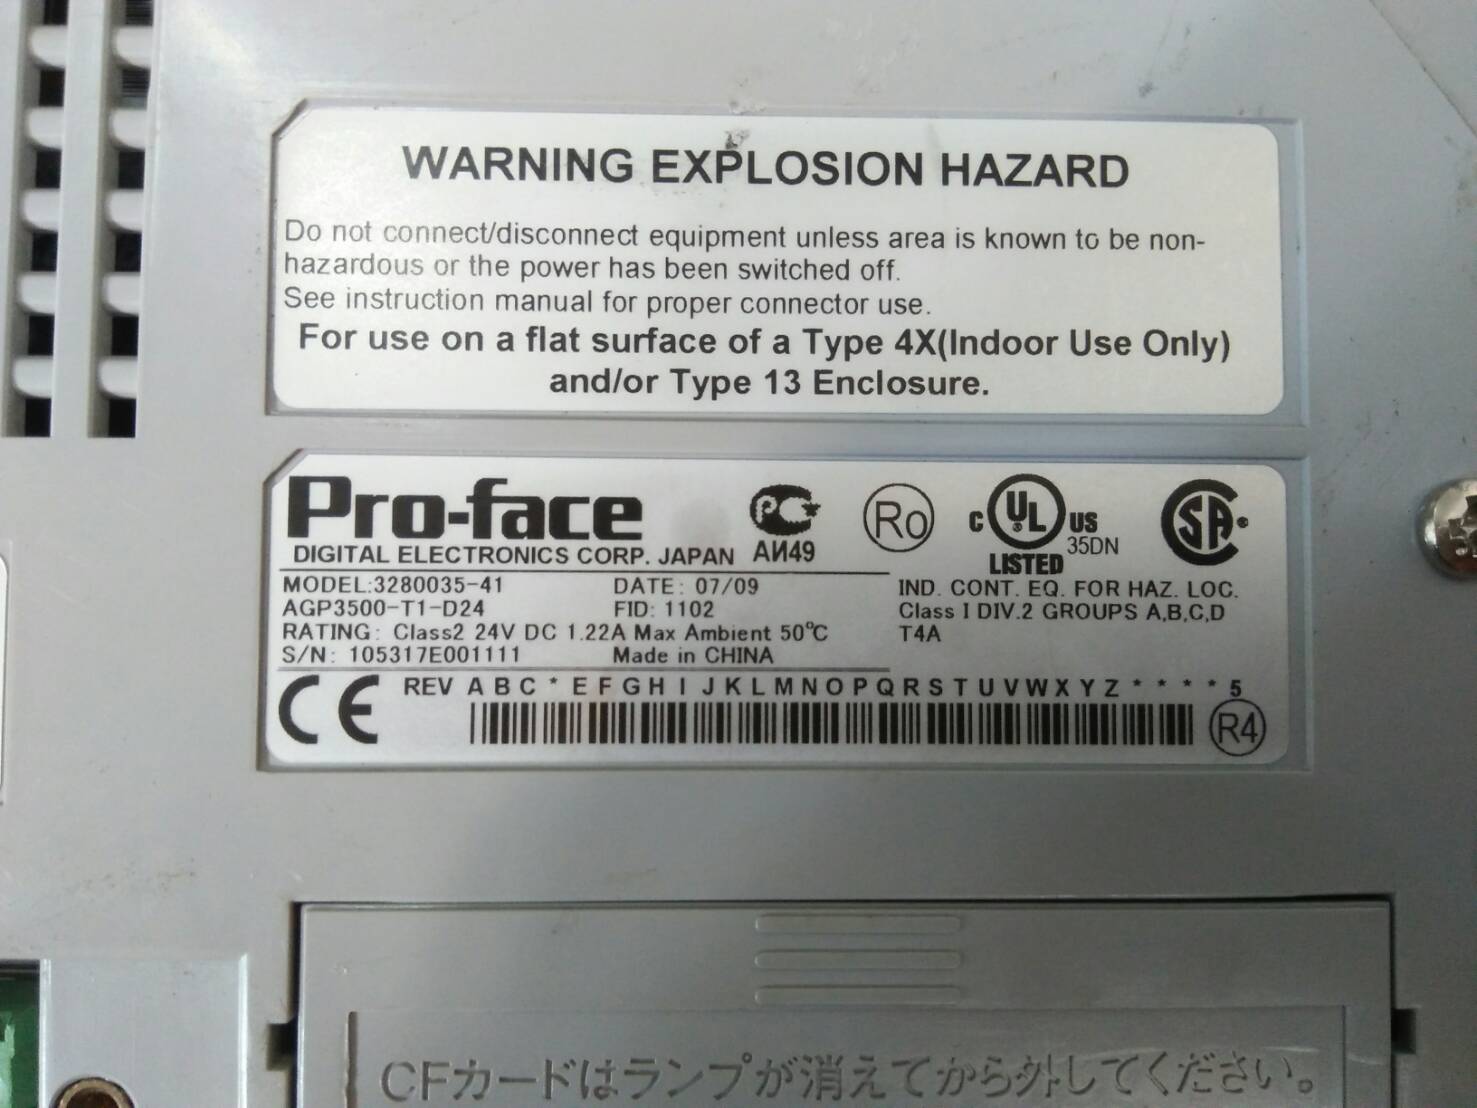 WARNING EXPLOSION HAZARD
Do not connect/disconnect equipment unless area is known to be non-
hazardous or the power has been switched off.
See instruction manual for proper connector use.
For use on a flat surface of a Type 4X(Indoor Use Only)
and/or Type 13 Enclosure.
Pro-face
DIGITAL ELECTRONICS CORP. JAPAN
PC
АИ49
Ro
C UL US
LISTED
35DN
SA
MODEL:3280035-41 DATE: 07/09
AGP3500-T1-D24 FID: 1102
RATING: Class2 24V DC 1.22A Max Ambient 50℃
S/N: 105317E001111 Made in CHINA
IND. CONT. EQ. FOR HAZ. LOC.
Class I DIV.2 GROUPS A,B,C,D
T4A
CE
REV A B C * E F G H I J K L M N O P Q R S T U V W X Y Z * * * * 5
R4
CFカードはランプが消えてから外してください。